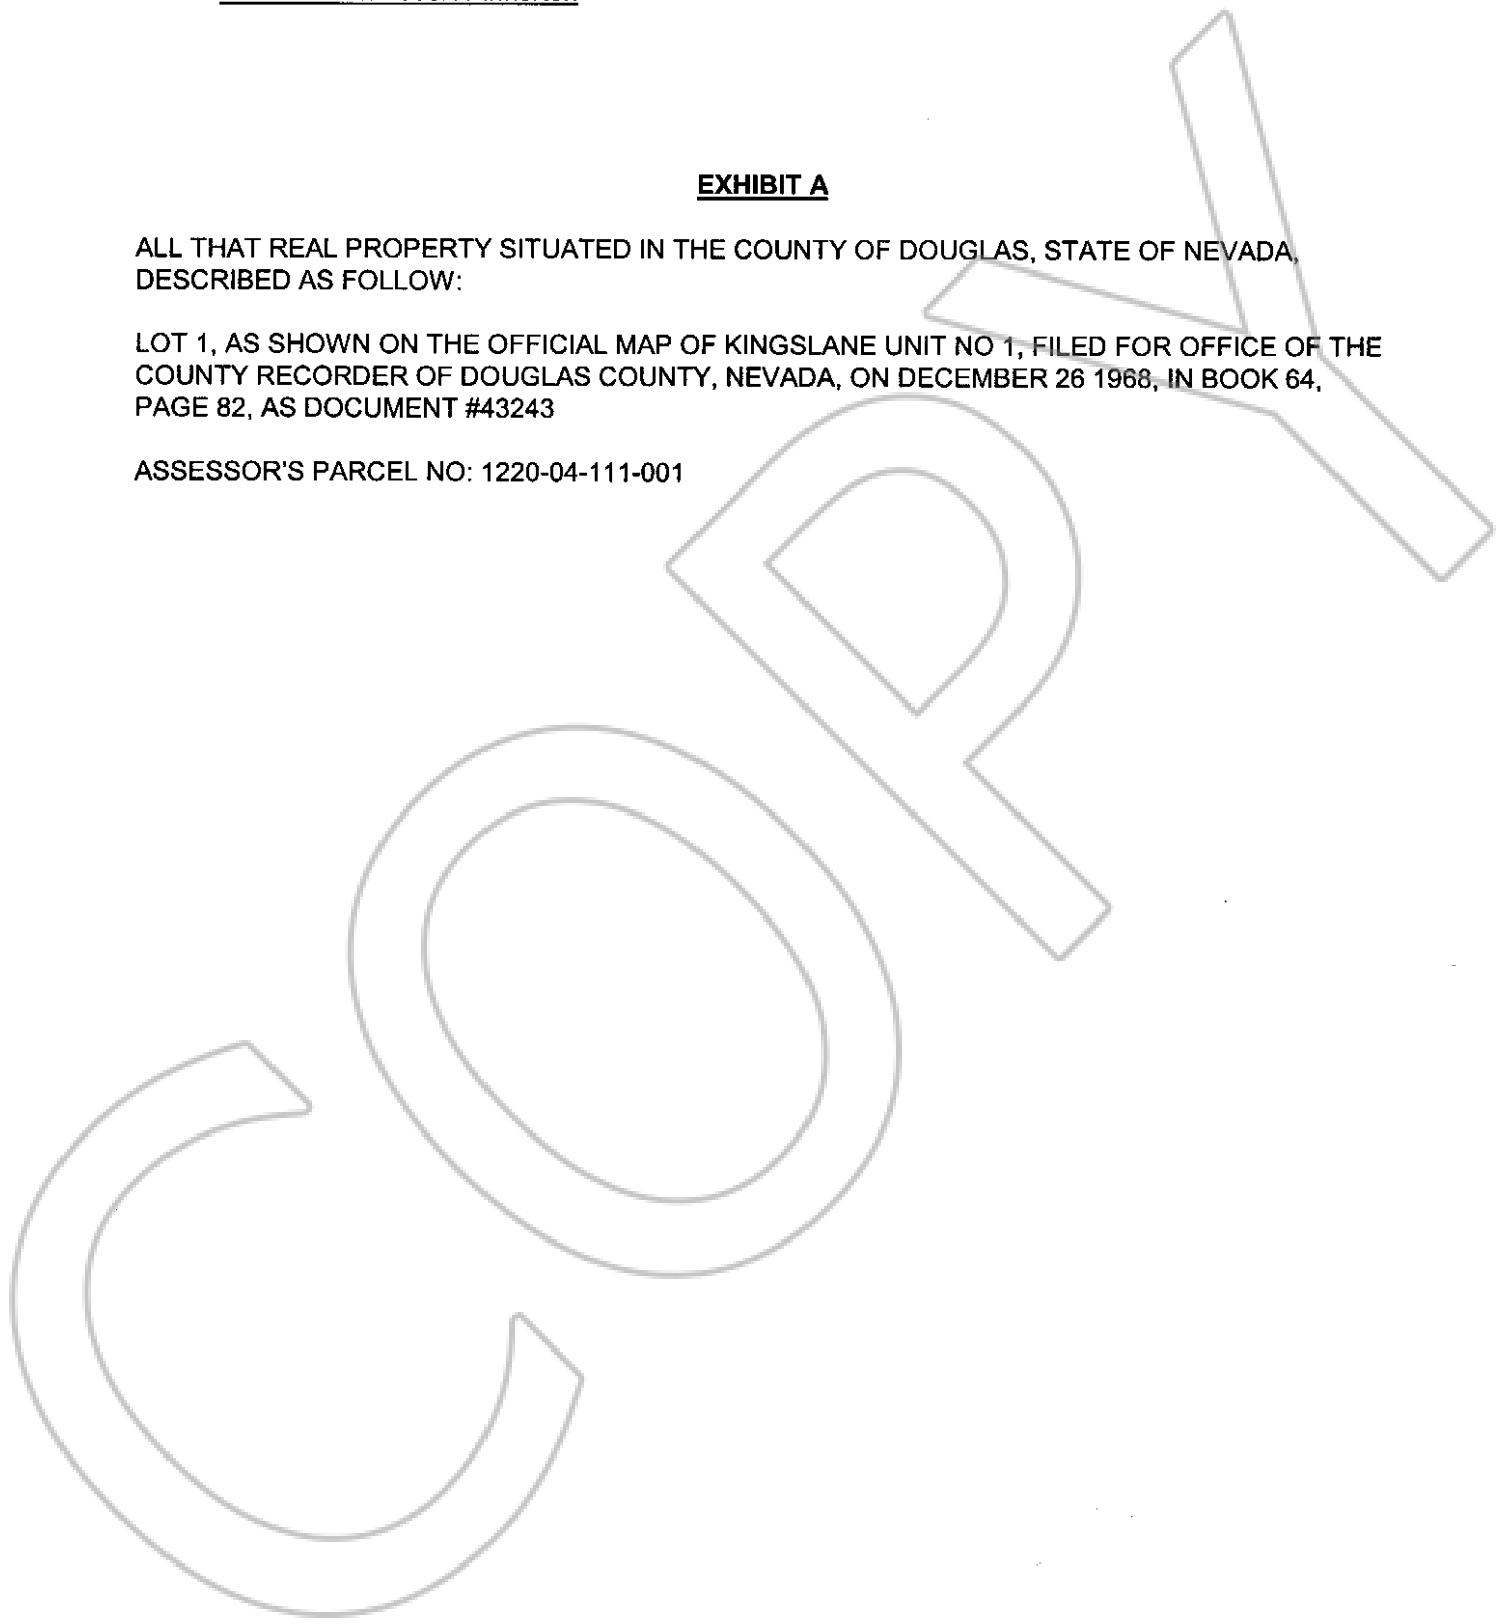 EXHIBIT A
ALL THAT REAL PROPERTY SITUATED IN THE COUNTY OF DOUGLAS, STATE OF NEVADA,
DESCRIBED AS FOLLOW:
LOT 1, AS SHOWN ON THE OFFICIAL MAP OF KINGSLANE UNIT NO 1, FILED FOR OFFICE OF THE
COUNTY RECORDER OF DOUGLAS COUNTY, NEVADA, ON DECEMBER 26 1968, IN BOOK 64,
PAGE 82, AS DOCUMENT #43243
ASSESSOR'S PARCEL NO: 1220-04-111-001
COPY